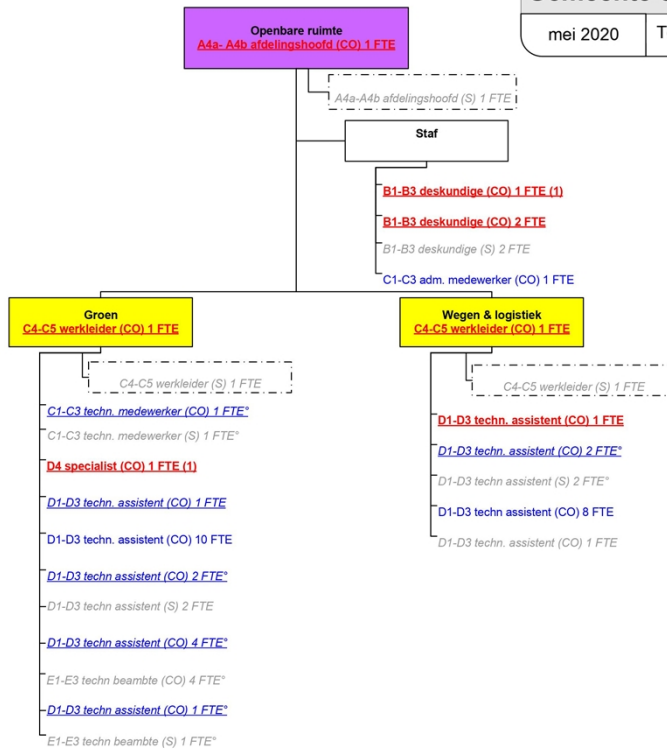 mei 2020
Openbare ruimte
A4a- A4b afdelingshoofd (CO) 1 FTE
A4a-A4b afdelingshoofd (S) 1 FTE
Staf
B1-B3 deskundige (CO) 1 FTE (1)
B1-B3 deskundige (CO) 2 FTE
B1-B3 deskundige (S) 2 FTE
C1-C3 adm. medewerker (CO) 1 FTE
Groen
C4-C5 werkleider (CO) 1 FTE
C4-C5 werkleider (S) 1 FTE
C1-C3 techn. medewerker (CO) 1 FTE°
C1-C3 techn. medewerker (S) 1 FTE°
D4 specialist (CO) 1 FTE (1)
D1-D3 techn. assistent (CO) 1 FTE
D1-D3 techn. assistent (CO) 10 FTE
D1-D3 techn assistent (CO) 2 FTE°
D1-D3 techn assistent (S) 2 FTE
D1-D3 techn. assistent (CO) 4 FTE°
E1-E3 techn beambte (CO) 4 FTE°
D1-D3 techn. assistent (CO) 1 FTE°
E1-E3 techn beambte (S) 1 FTE°
Wegen & logistiek
C4-C5 werkleider (CO) 1 FTE
C4-C5 werkleider (S) 1 FTE
D1-D3 techn. assistent (CO) 1 FTE
D1-D3 techn. assistent (CO) 2 FTE°
D1-D3 techn assistent (S) 2 FTE°
D1-D3 techn assistent (CO) 8 FTE
D1-D3 techn. assistent (CO) 1 FTE